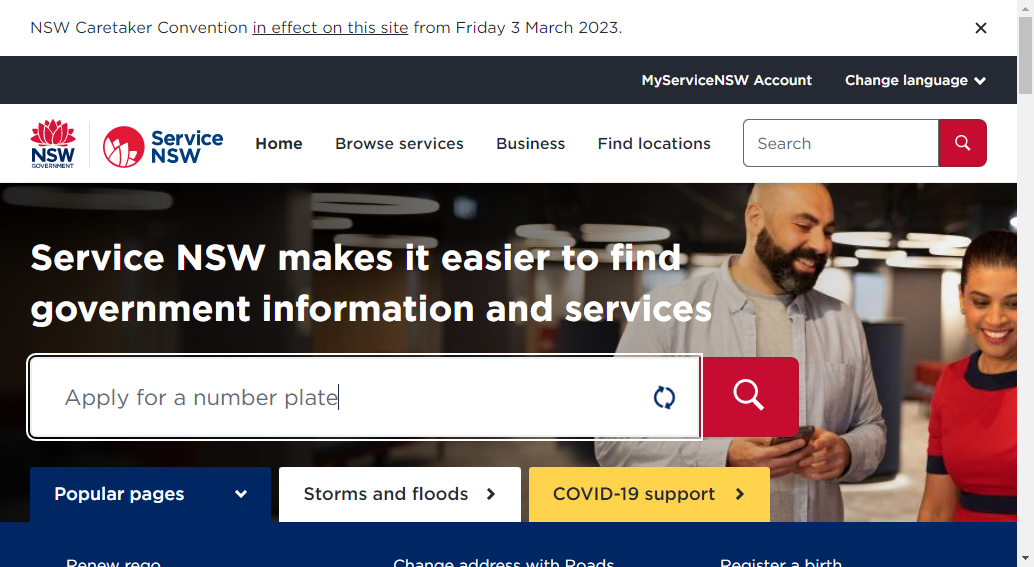 NSW Caretaker Convention in effect on this site from Friday 3 March 2023.
MyServiceNSW Account
Change language
NSW
GOVERNMENT
Service
NSW
Home
Browse services
Business
Find locations
Search
Service NSW makes it easier to find
government information and services
Apply for a number plate
Popular pages
Storms and floods
COVID-19 support
Renew rego
Change address with Roads
Register a birth